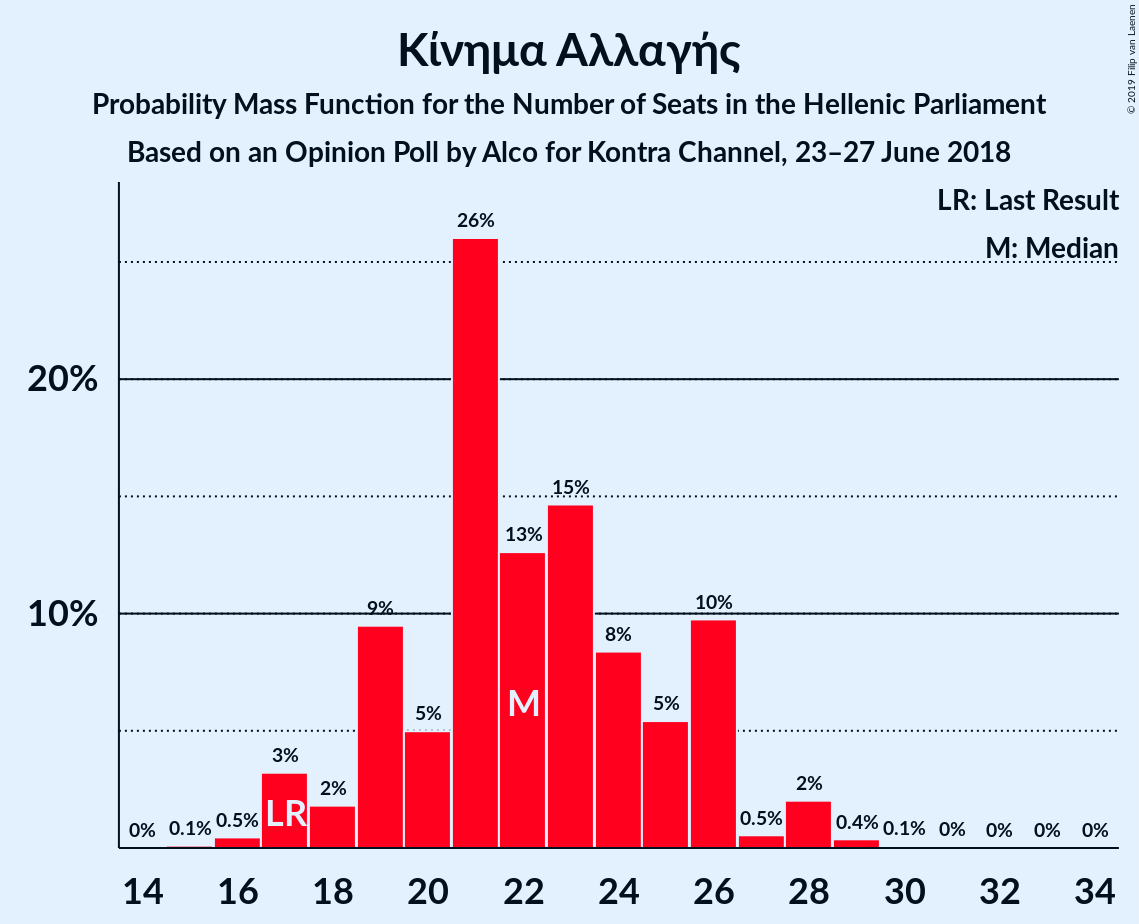 Κίνημα Αλλαγής
Probability Mass Function for the Number of Seats in the Hellenic Parliament
Based on an Opinion Poll by Alco for Kontra Channel, 23–27 June 2018
© 2019 Filip van Laenen
LR: Last Result
M: Median
20%
10%
0%
0.1%
0.5%
3%
2%
9%
5%
26%
13%
15%
8%
5%
10%
0.5%
2%
0.4%
0.1%
0%
0%
0%
0%
LR
M
14 16 18 20 22 24 26 28 30 32 34